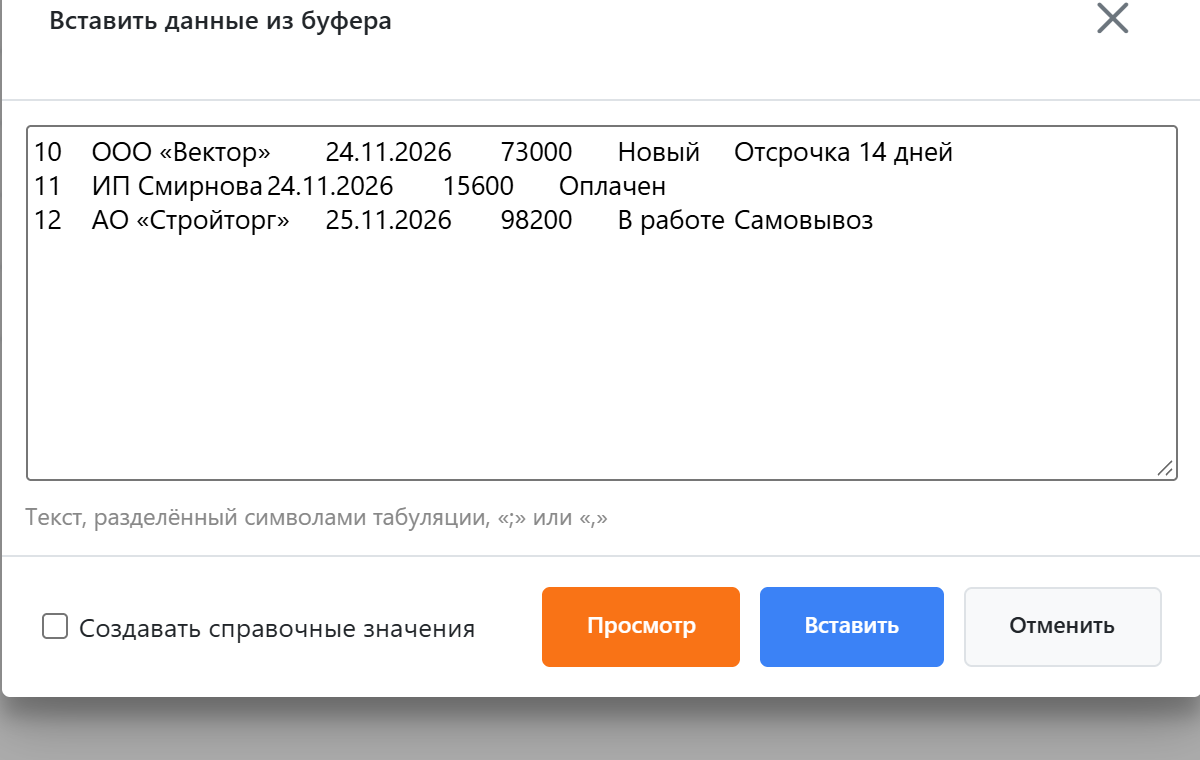 Вставить данные из буфера
10 ООО «Вектор» 24.11.2026 73000 Новый Отсрочка 14 дней
11 ИП Смирнова 24.11.2026 15600 Оплачен
12 АО «Стройторг» 25.11.2026 98200 В работе Самовывоз
Текст, разделённый символами табуляции, «;» или «,»
Создавать справочные значения
Просмотр
Вставить
Отменить